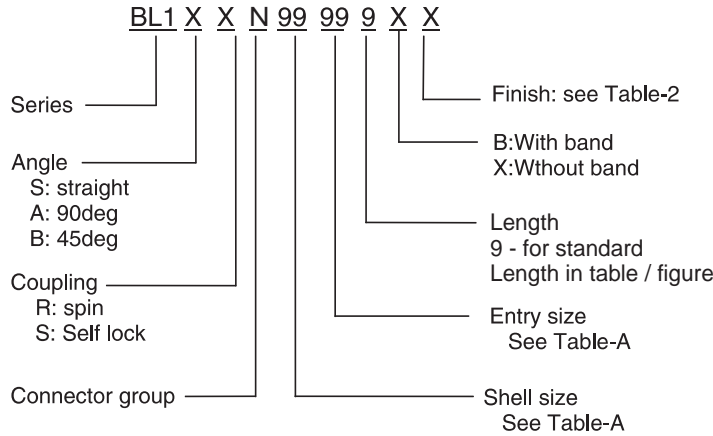 BL1 X X N 99 99 9 X X
Series
Angle
S: straight
A: 90deg
B: 45deg
Coupling
R: spin
S: Self lock
Connector group
Finish: see Table-2
B:With band
X:Wthout band
Length
9 - for standard
Length in table / figure
Entry size
See Table-A
Shell size
See Table-A